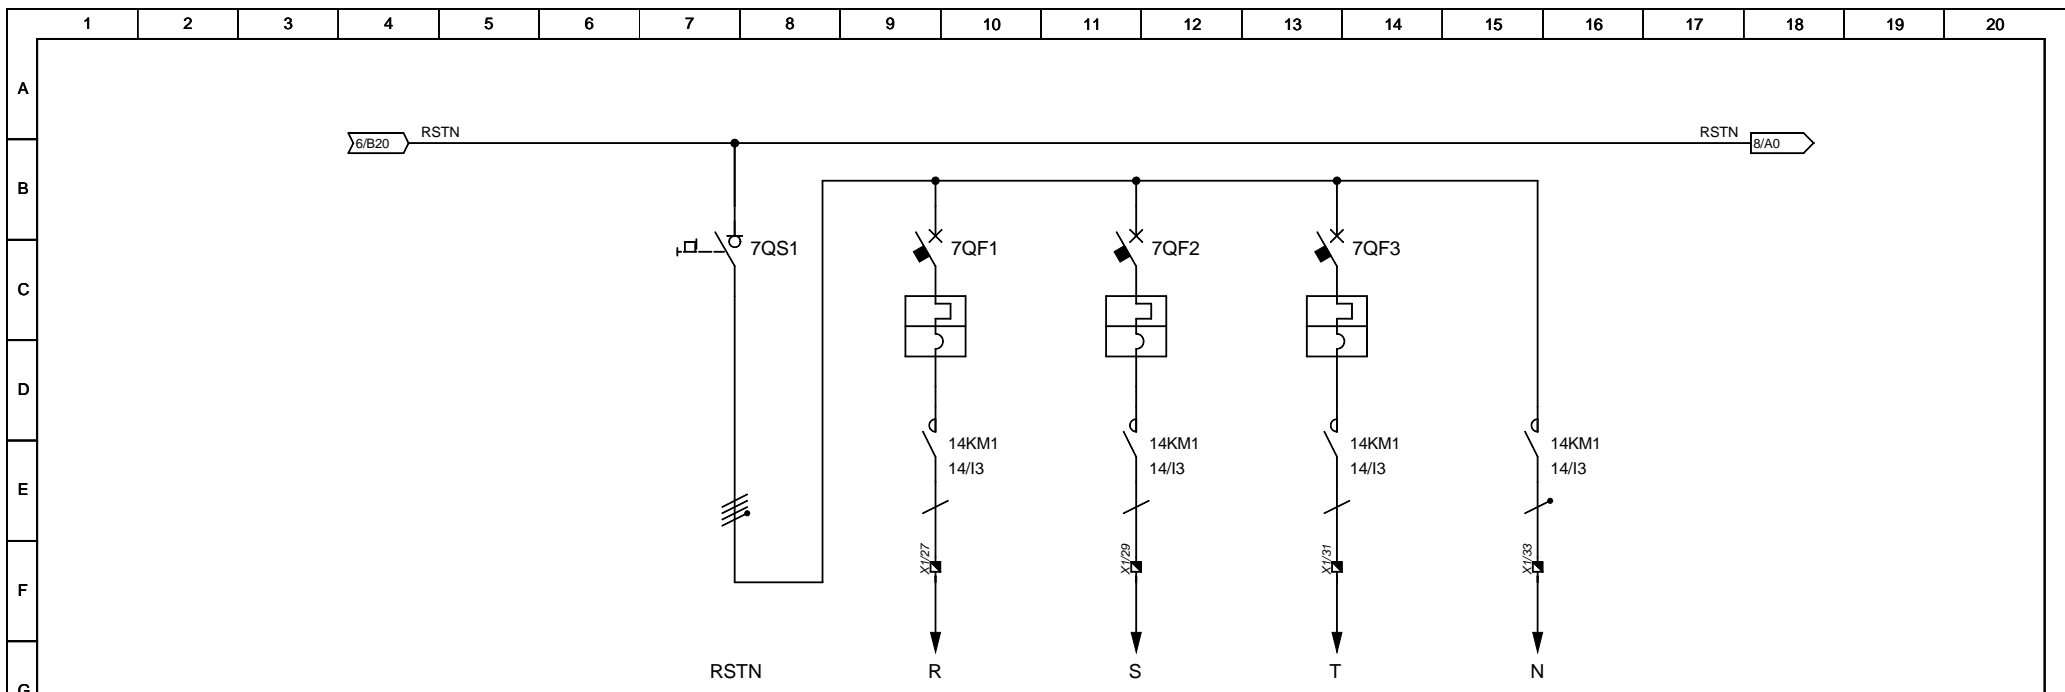 1 2 3 4 5 6 7 8 9 10 11 12 13 14 15 16 17 18 19 20
A
6/B20 RSTN RSTN 8/A0
B
7QS1 7QF1 7QF2 7QF3
C
D
14KM1 14KM1 14KM1 14KM1
14/I3 14/I3 14/I3 14/I3
E
X1/27 X1/29 X1/31 X1/33
F
RSTN R S T N
G